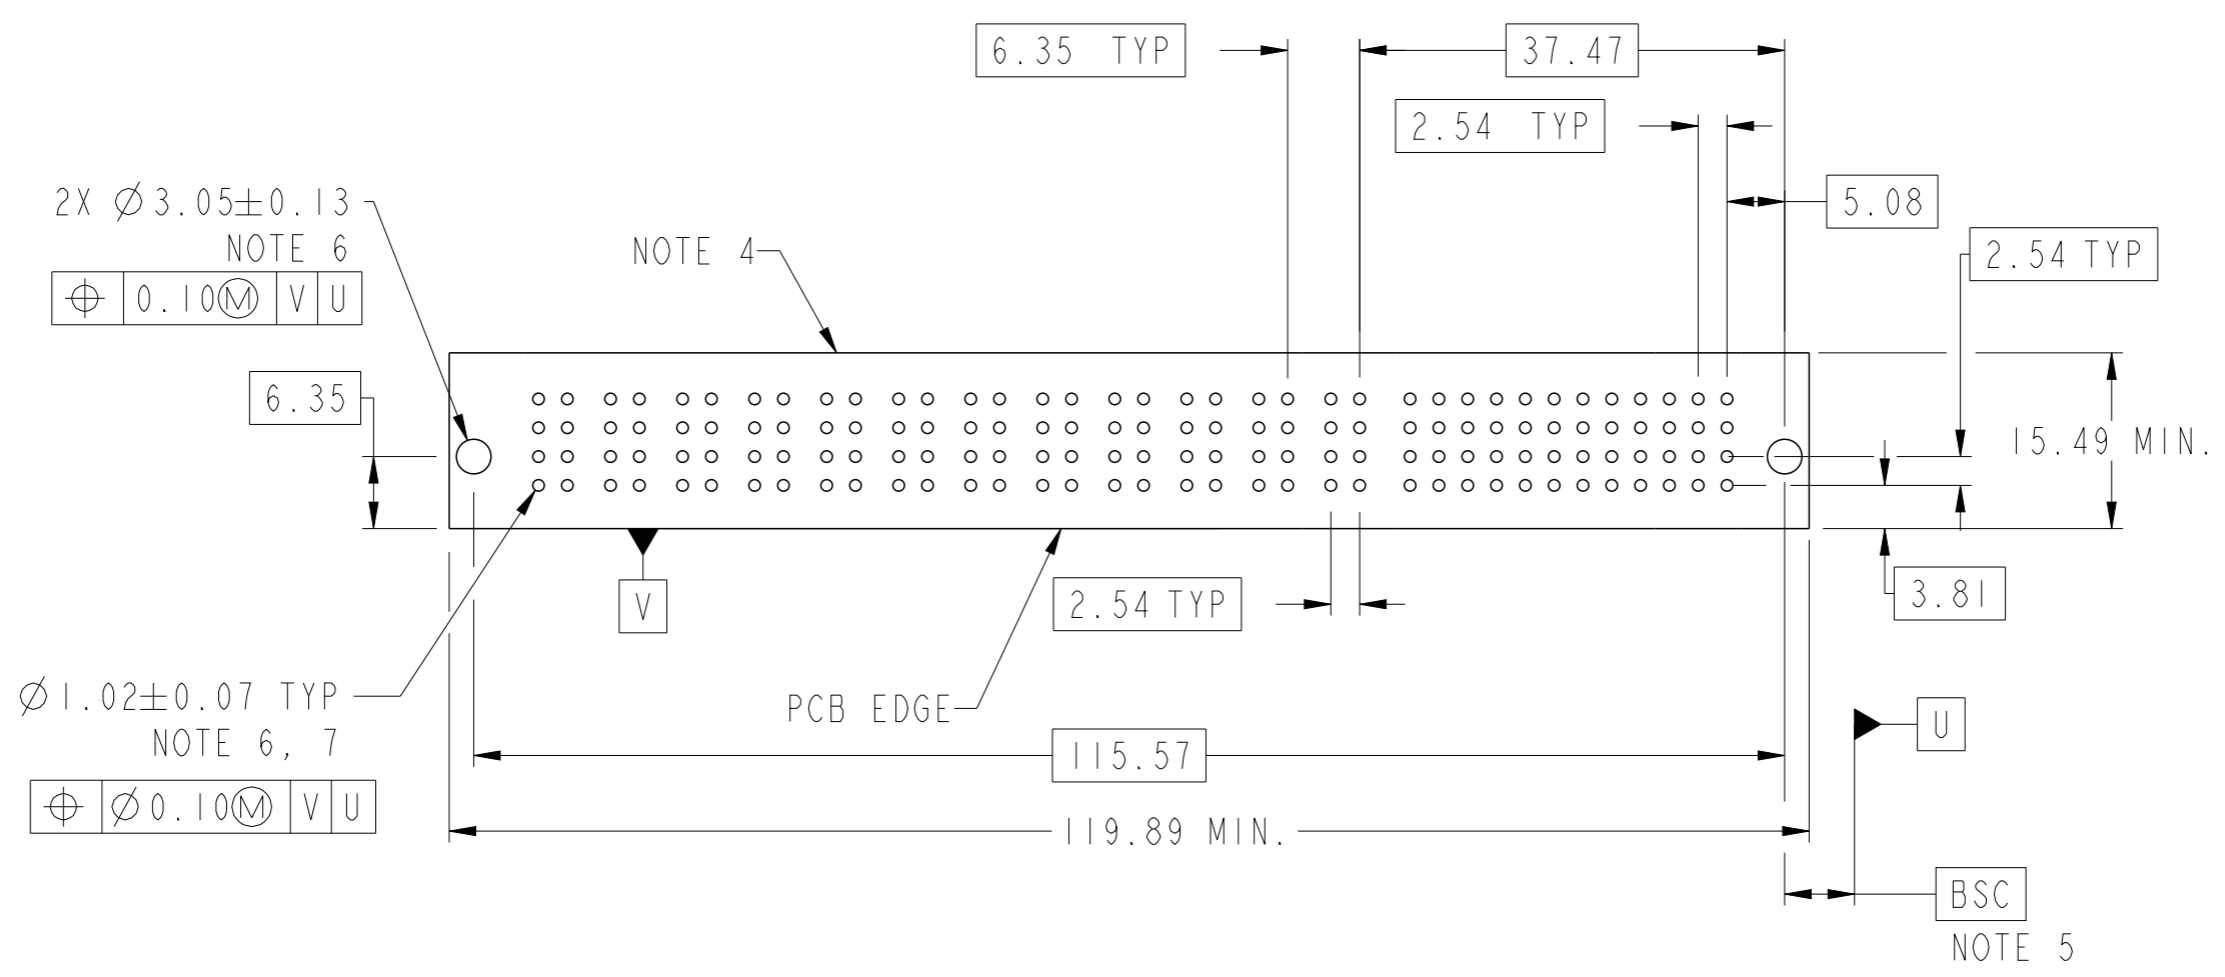 6.35 TYP
37.47
2.54 TYP
5.08
2X Ø3.05±0.13
NOTE 6
⌖ 0.10Ⓜ V U
NOTE 4
2.54 TYP
6.35
15.49 MIN.
V
2.54 TYP
3.81
Ø1.02±0.07 TYP
NOTE 6, 7
⌖ Ø0.10Ⓜ V U
PCB EDGE
U
115.57
119.89 MIN.
BSC
NOTE 5